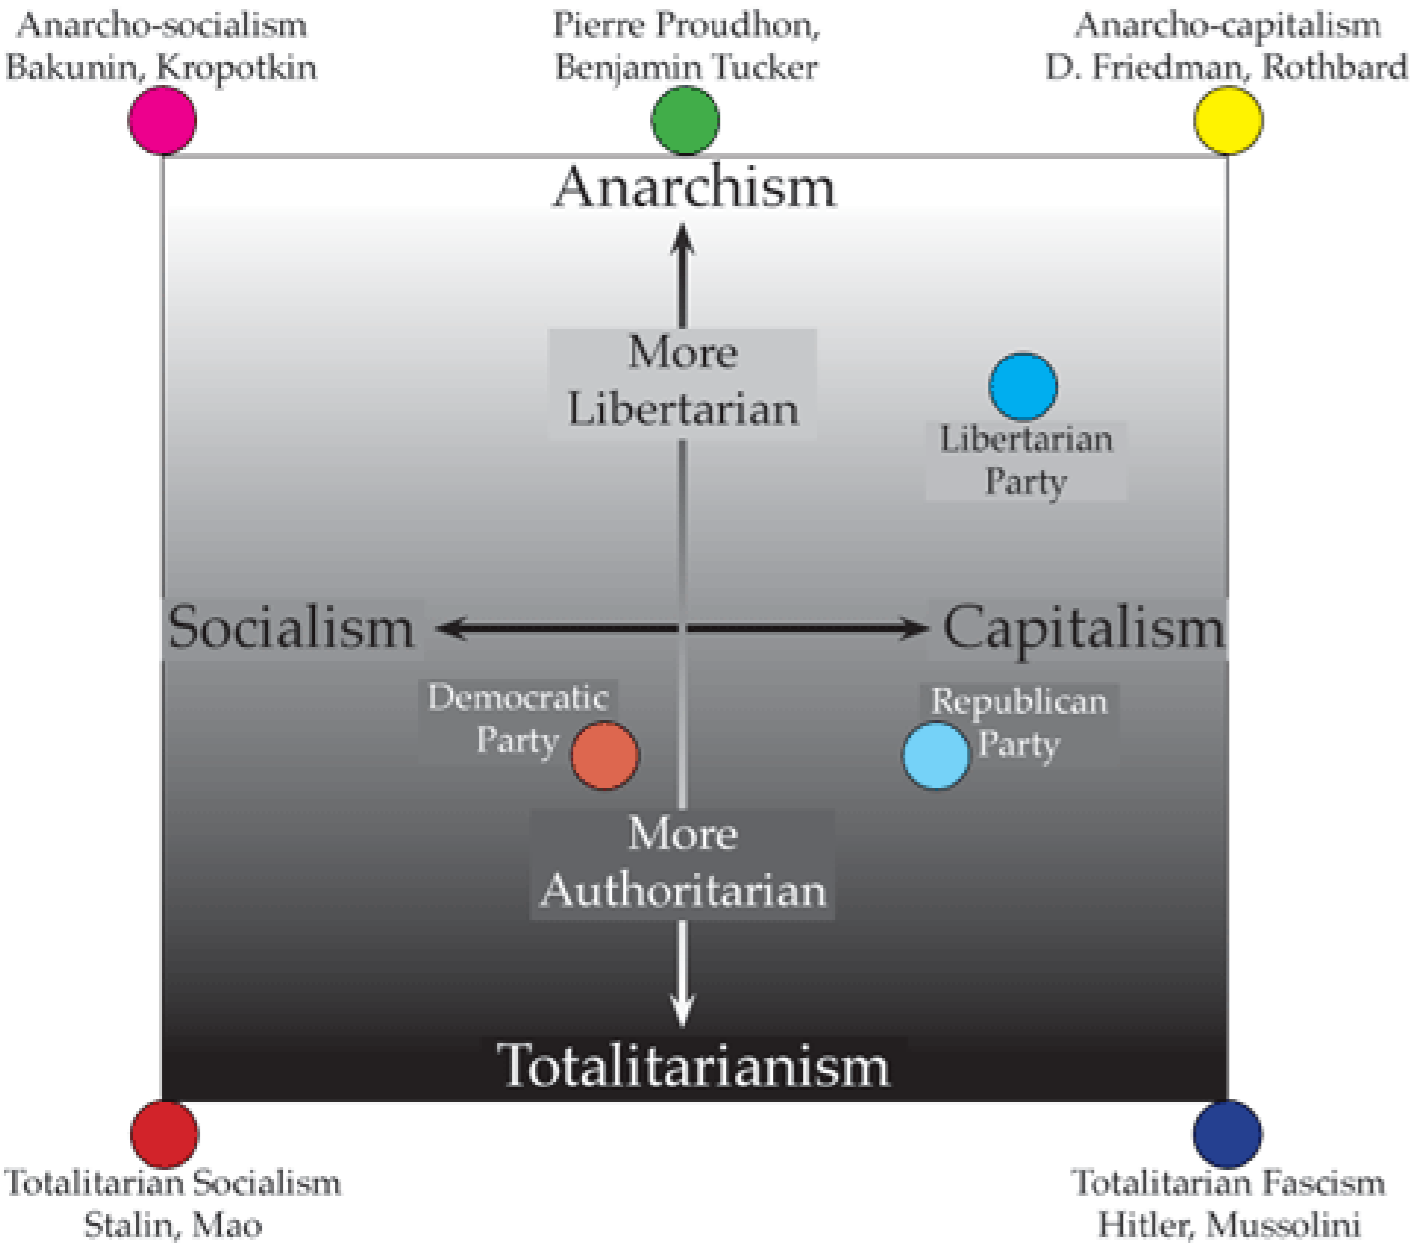 Anarcho-socialism
Bakunin, Kropotkin
Pierre Proudhon,
Benjamin Tucker
Anarcho-capitalism
D. Friedman, Rothbard
Anarchism
More
Libertarian
Libertarian
Party
Socialism
Capitalism
Democratic
Party
Republican
Party
More
Authoritarian
Totalitarianism
Totalitarian Socialism
Stalin, Mao
Totalitarian Fascism
Hitler, Mussolini